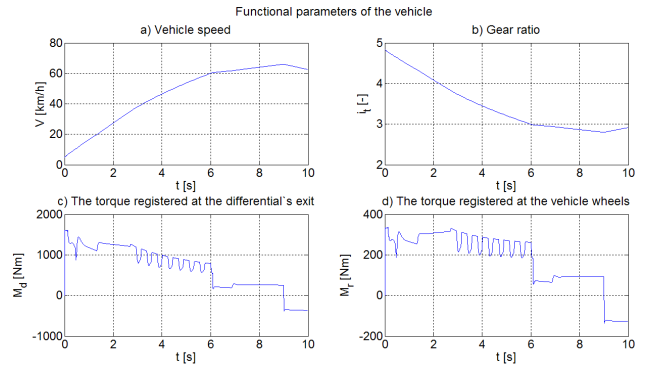 Functional parameters of the vehicle
a) Vehicle speed
b) Gear ratio
80
60
40
20
0
V [km/h]
0 2 4 6 8 10
t [s]
5
4
3
2
i_t [-]
0 2 4 6 8 10
t [s]
c) The torque registered at the differential`s exit
d) The torque registered at the vehicle wheels
2000
1000
0
-1000
M_d [Nm]
0 2 4 6 8 10
t [s]
400
200
0
-200
M_r [Nm]
0 2 4 6 8 10
t [s]